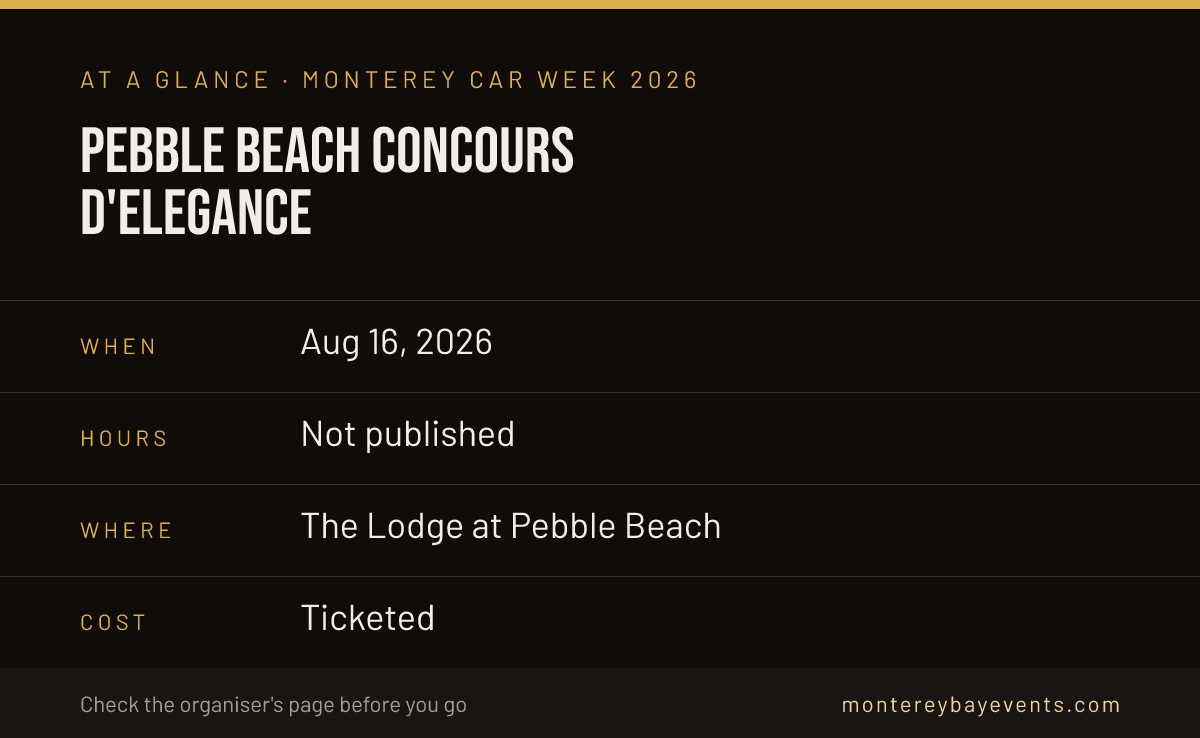 AT A GLANCE · MONTEREY CAR WEEK 2026
PEBBLE BEACH CONCOURS
D'ELEGANCE
WHEN Aug 16, 2026
HOURS Not published
WHERE The Lodge at Pebble Beach
COST Ticketed
Check the organiser's page before you go montereybayevents.com